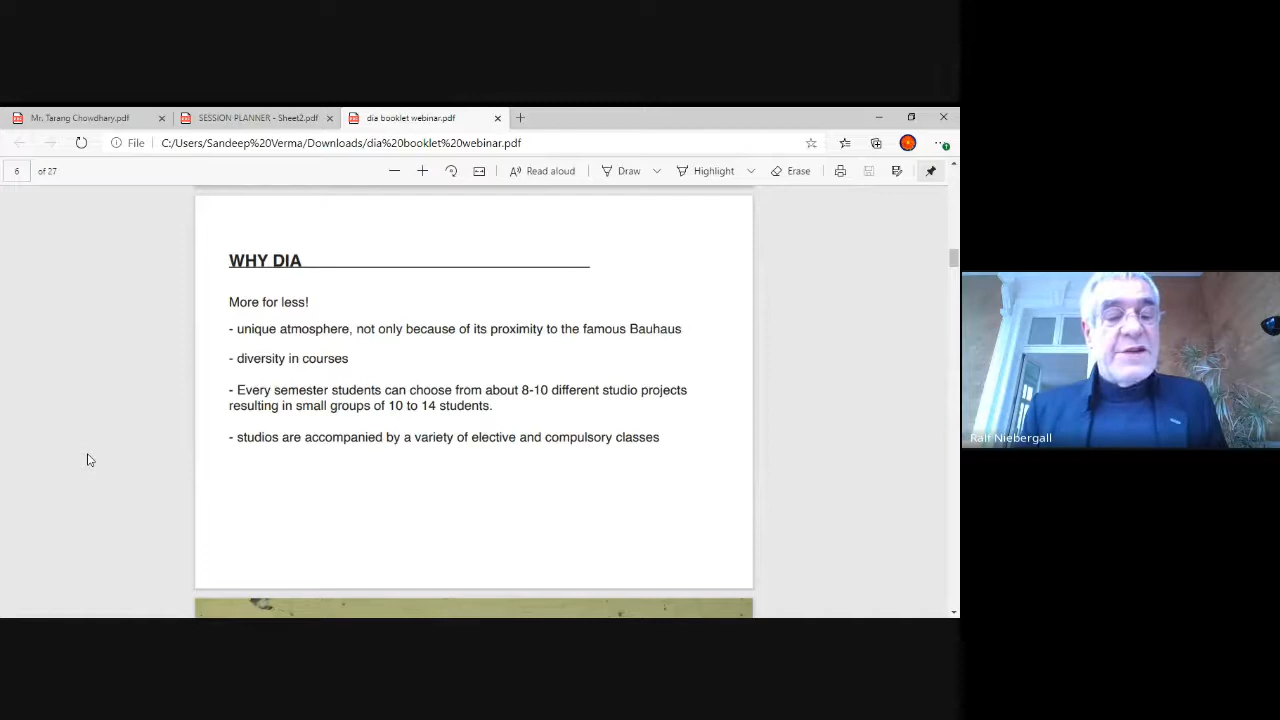 Mr. Tarang Chowdhary.pdf
SESSION PLANNER - Sheet2.pdf
dia booklet webinar.pdf
File
C:/Users/Sandeep%20Verma/Downloads/dia%20booklet%20webinar.pdf
6 of 27
Read aloud
Draw
Highlight
Erase
WHY DIA
More for less!
- unique atmosphere, not only because of its proximity to the famous Bauhaus
- diversity in courses
- Every semester students can choose from about 8-10 different studio projects
resulting in small groups of 10 to 14 students.
- studios are accompanied by a variety of elective and compulsory classes
Ralf Niebergall